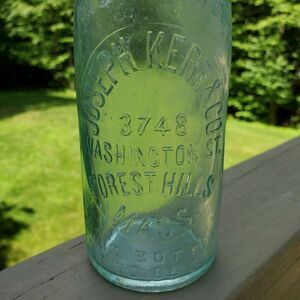 JOSEPH KERR & CO.
3748
WASHINGTON ST.
FOREST HILLS
MASS.